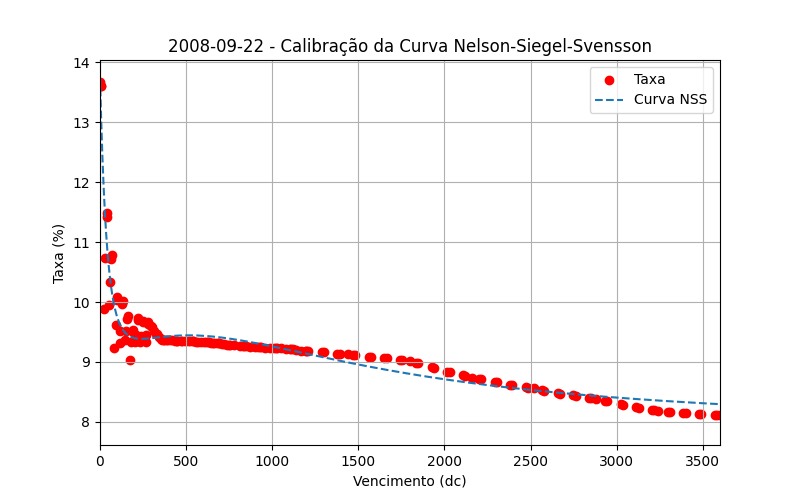 2008-09-22 - Calibração da Curva Nelson-Siegel-Svensson
Taxa
Curva NSS
Taxa (%)
14
13
12
11
10
9
8
0 500 1000 1500 2000 2500 3000 3500
Vencimento (dc)